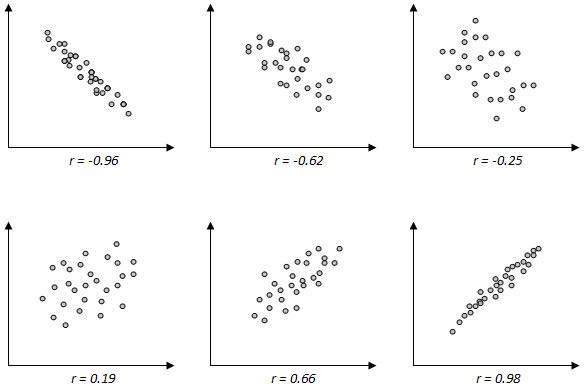 r = -0.96
r = -0.62
r = -0.25
r = 0.19
r = 0.66
r = 0.98